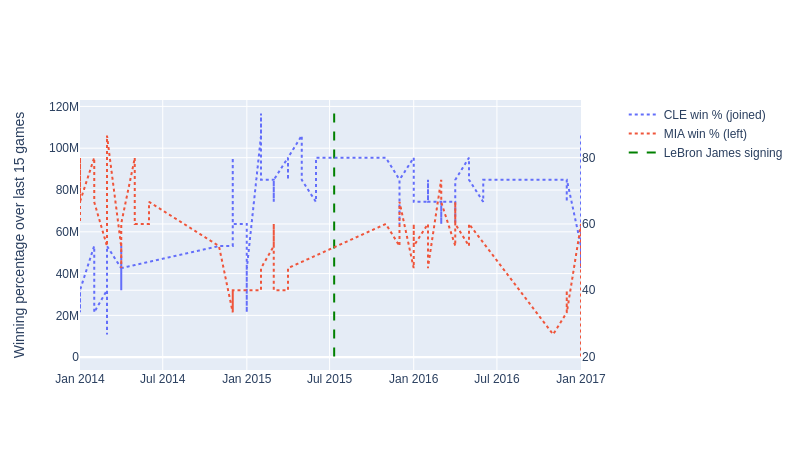 Winning percentage over last 15 games
120M
100M
80M
60M
40M
20M
0
80
60
40
20
Jan 2014
Jul 2014
Jan 2015
Jul 2015
Jan 2016
Jul 2016
Jan 2017
CLE win % (joined)
MIA win % (left)
LeBron James signing